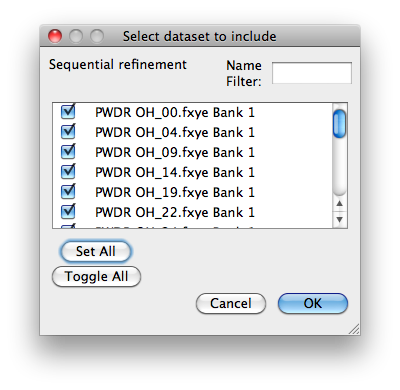 Select dataset to include
Sequential refinement
Name
Filter:
PWDR OH_00.fxye Bank 1
PWDR OH_04.fxye Bank 1
PWDR OH_09.fxye Bank 1
PWDR OH_14.fxye Bank 1
PWDR OH_19.fxye Bank 1
PWDR OH_22.fxye Bank 1
Set All
Toggle All
Cancel
OK